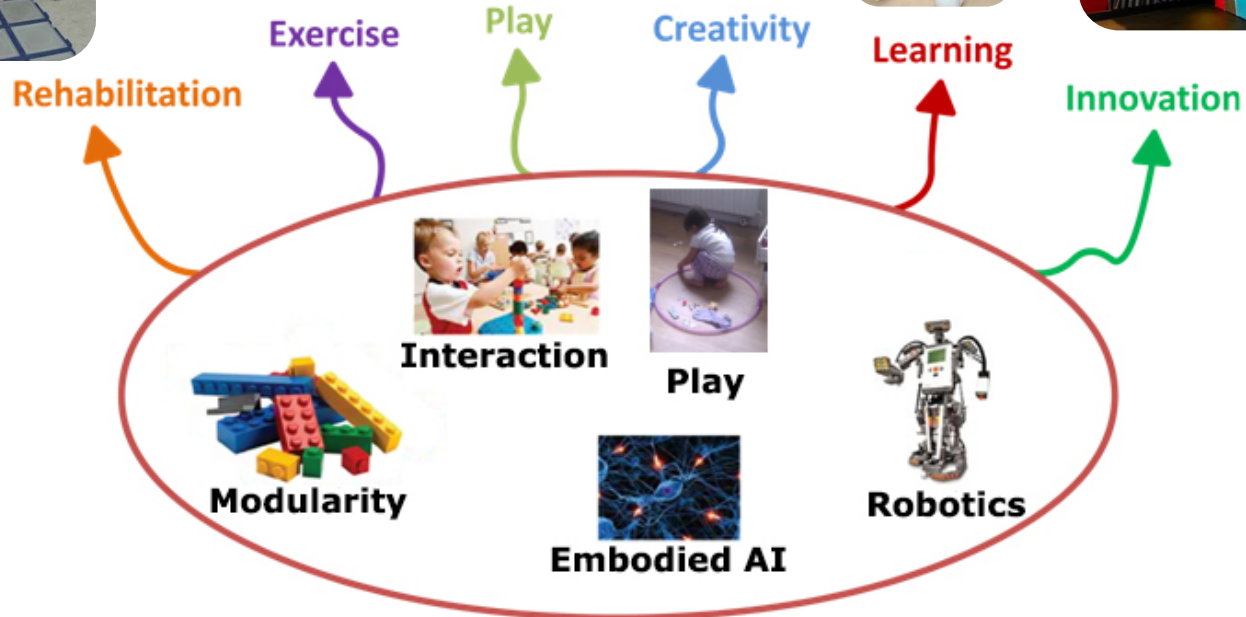 Exercise
Play
Creativity
Learning
Rehabilitation
Innovation
Interaction
Play
Modularity
Robotics
Embodied AI